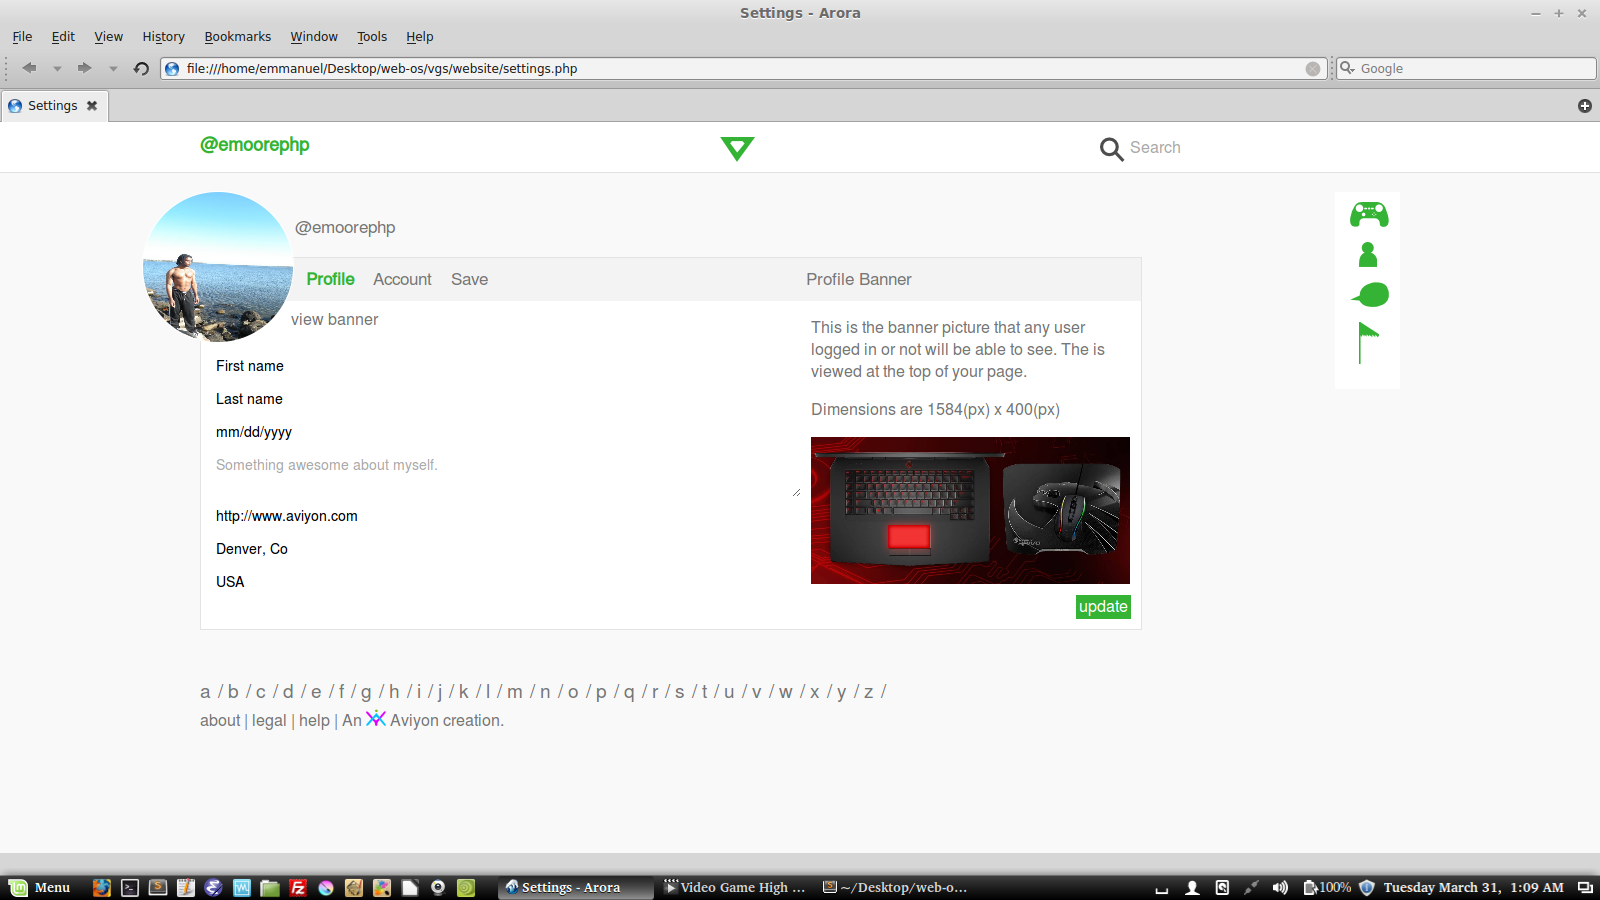 Settings - Arora
File Edit View History Bookmarks Window Tools Help
file:///home/emmanuel/Desktop/web-os/vgs/website/settings.php
Google
Settings
@emoorephp
Search
@emoorephp
Profile Account Save
Profile Banner
view banner
First name
Last name
mm/dd/yyyy
Something awesome about myself.
http://www.aviyon.com
Denver, Co
USA
This is the banner picture that any user
logged in or not will be able to see. The is
viewed at the top of your page.
Dimensions are 1584(px) x 400(px)
update
a / b / c / d / e / f / g / h / i / j / k / l / m / n / o / p / q / r / s / t / u / v / w / x / y / z /
about | legal | help | An Aviyon creation.
Menu
Settings - Arora
Video Game High ...
~/Desktop/web-o...
100%
Tuesday March 31, 1:09 AM